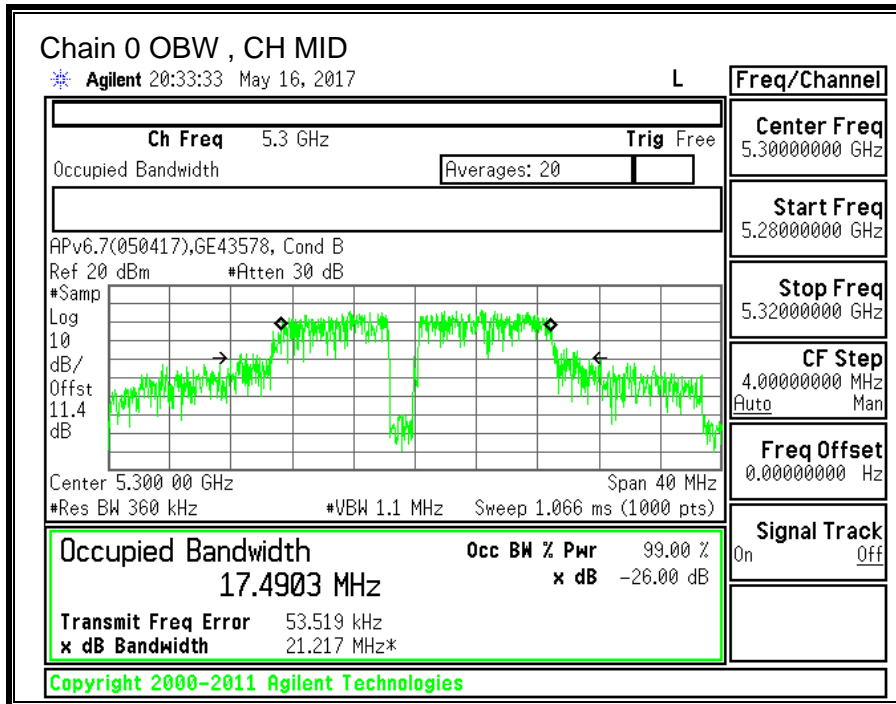 Chain 0 OBW , CH MID
Agilent 20:33:33 May 16, 2017 L
Freq/Channel
Ch Freq 5.3 GHz Trig Free
Occupied Bandwidth Averages: 20
APv6.7(050417),GE43578, Cond B
Ref 20 dBm #Atten 30 dB
#Samp
Log
10
dB/
Offst
11.4
dB
Center 5.300 00 GHz Span 40 MHz
#Res BW 360 kHz #VBW 1.1 MHz Sweep 1.066 ms (1000 pts)
Occupied Bandwidth Occ BW % Pwr 99.00 %
17.4903 MHz x dB -26.00 dB
Transmit Freq Error 53.519 kHz
x dB Bandwidth 21.217 MHz*
Center Freq
5.30000000 GHz
Start Freq
5.28000000 GHz
Stop Freq
5.32000000 GHz
CF Step
4.00000000 MHz
Auto Man
Freq Offset
0.00000000 Hz
Signal Track
On Off
Copyright 2000-2011 Agilent Technologies